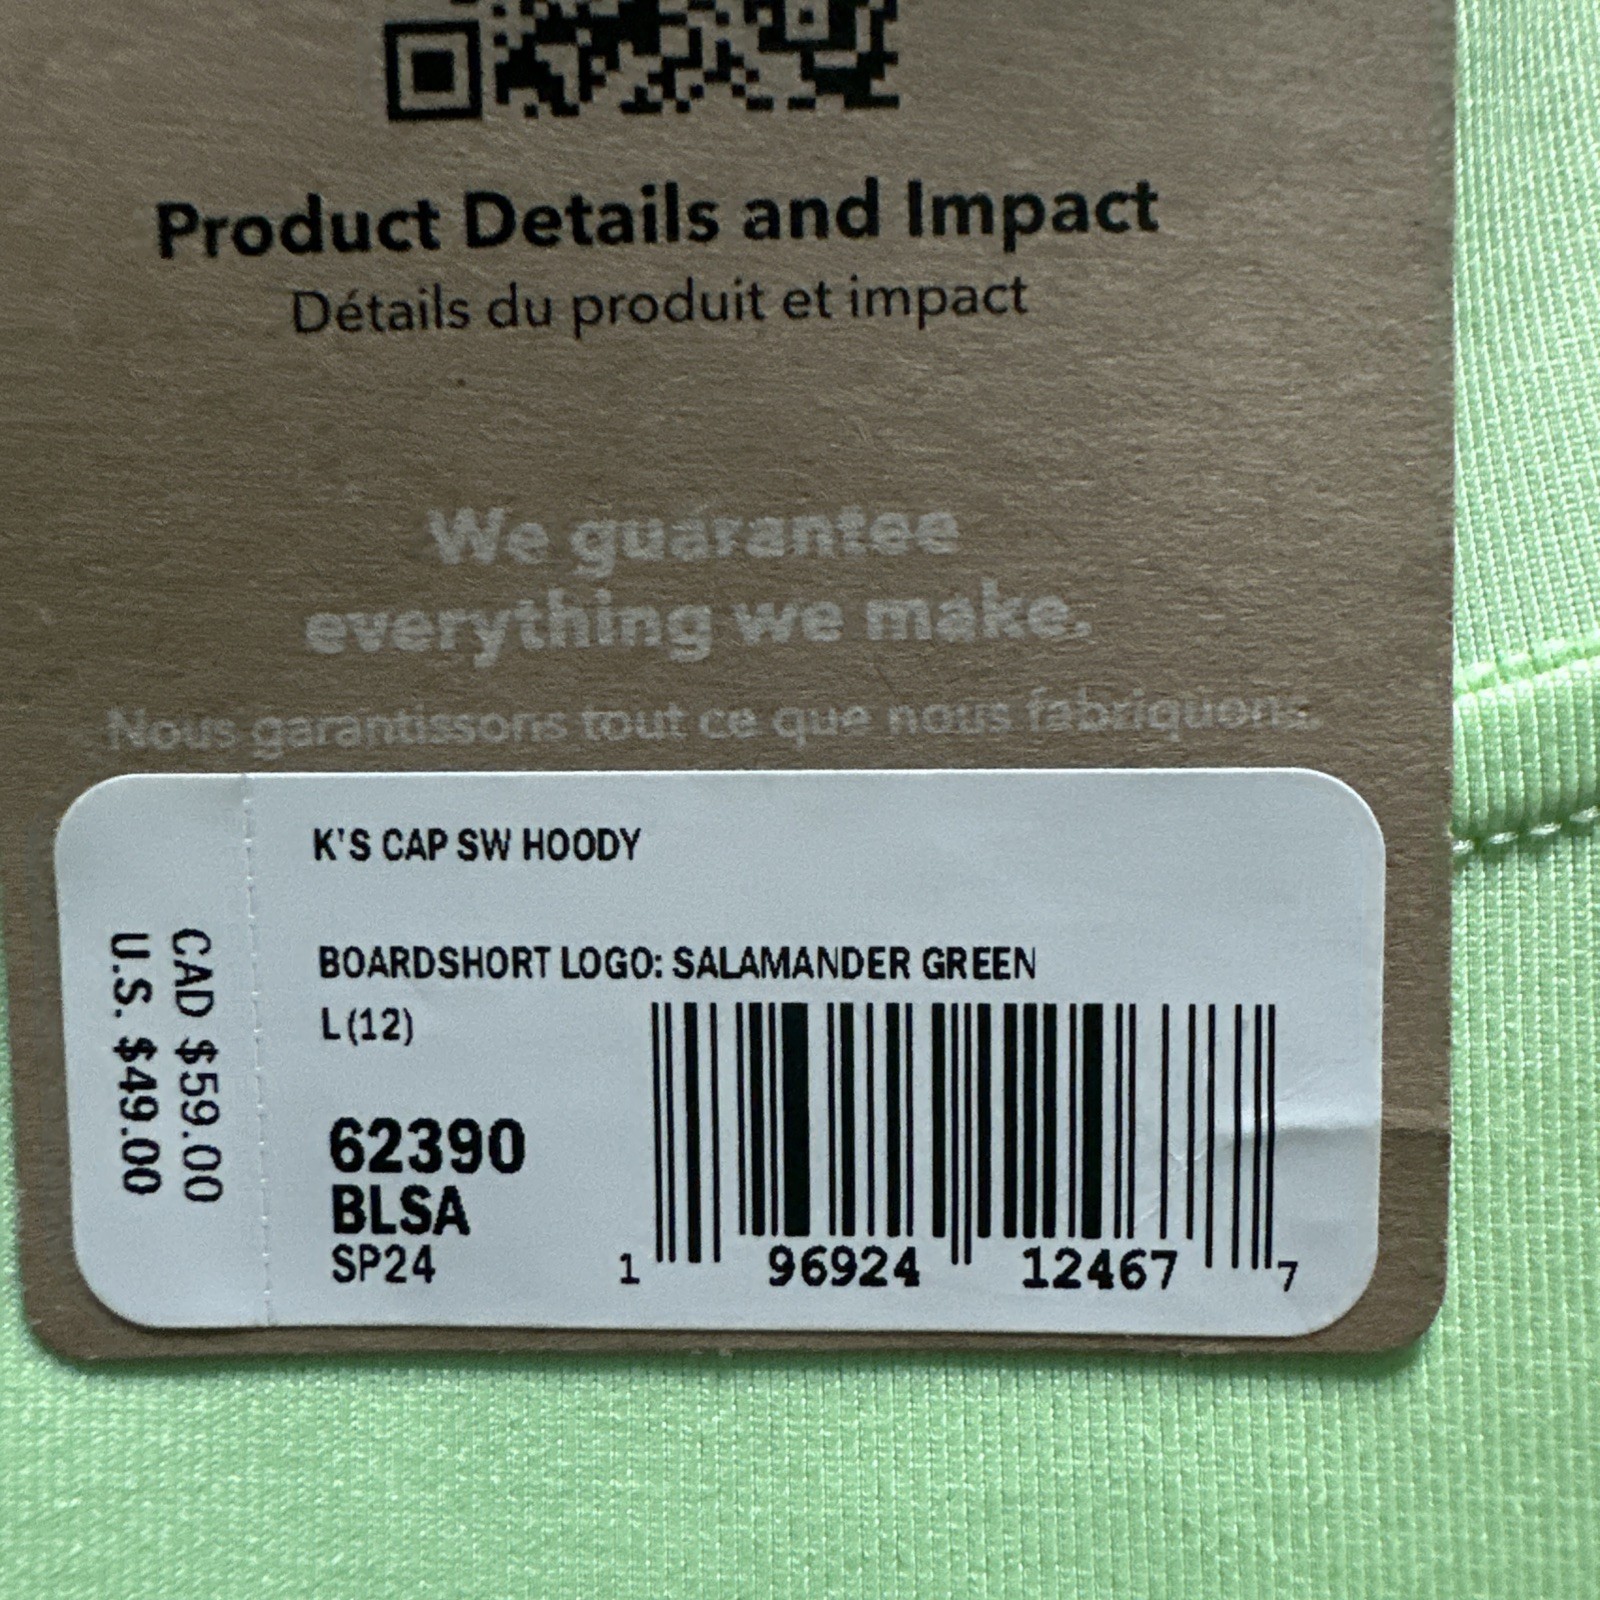 Product Details and Impact
Détails du produit et impact
We guarantee
everything we make.
Nous garantissons tout ce que nous fabriquons.
K'S CAP SW HOODY
BOARDSHORT LOGO: SALAMANDER GREEN
L (12)
62390
BLSA
SP24
1 96924 12467 7
CAD $59.00
U.S. $49.00